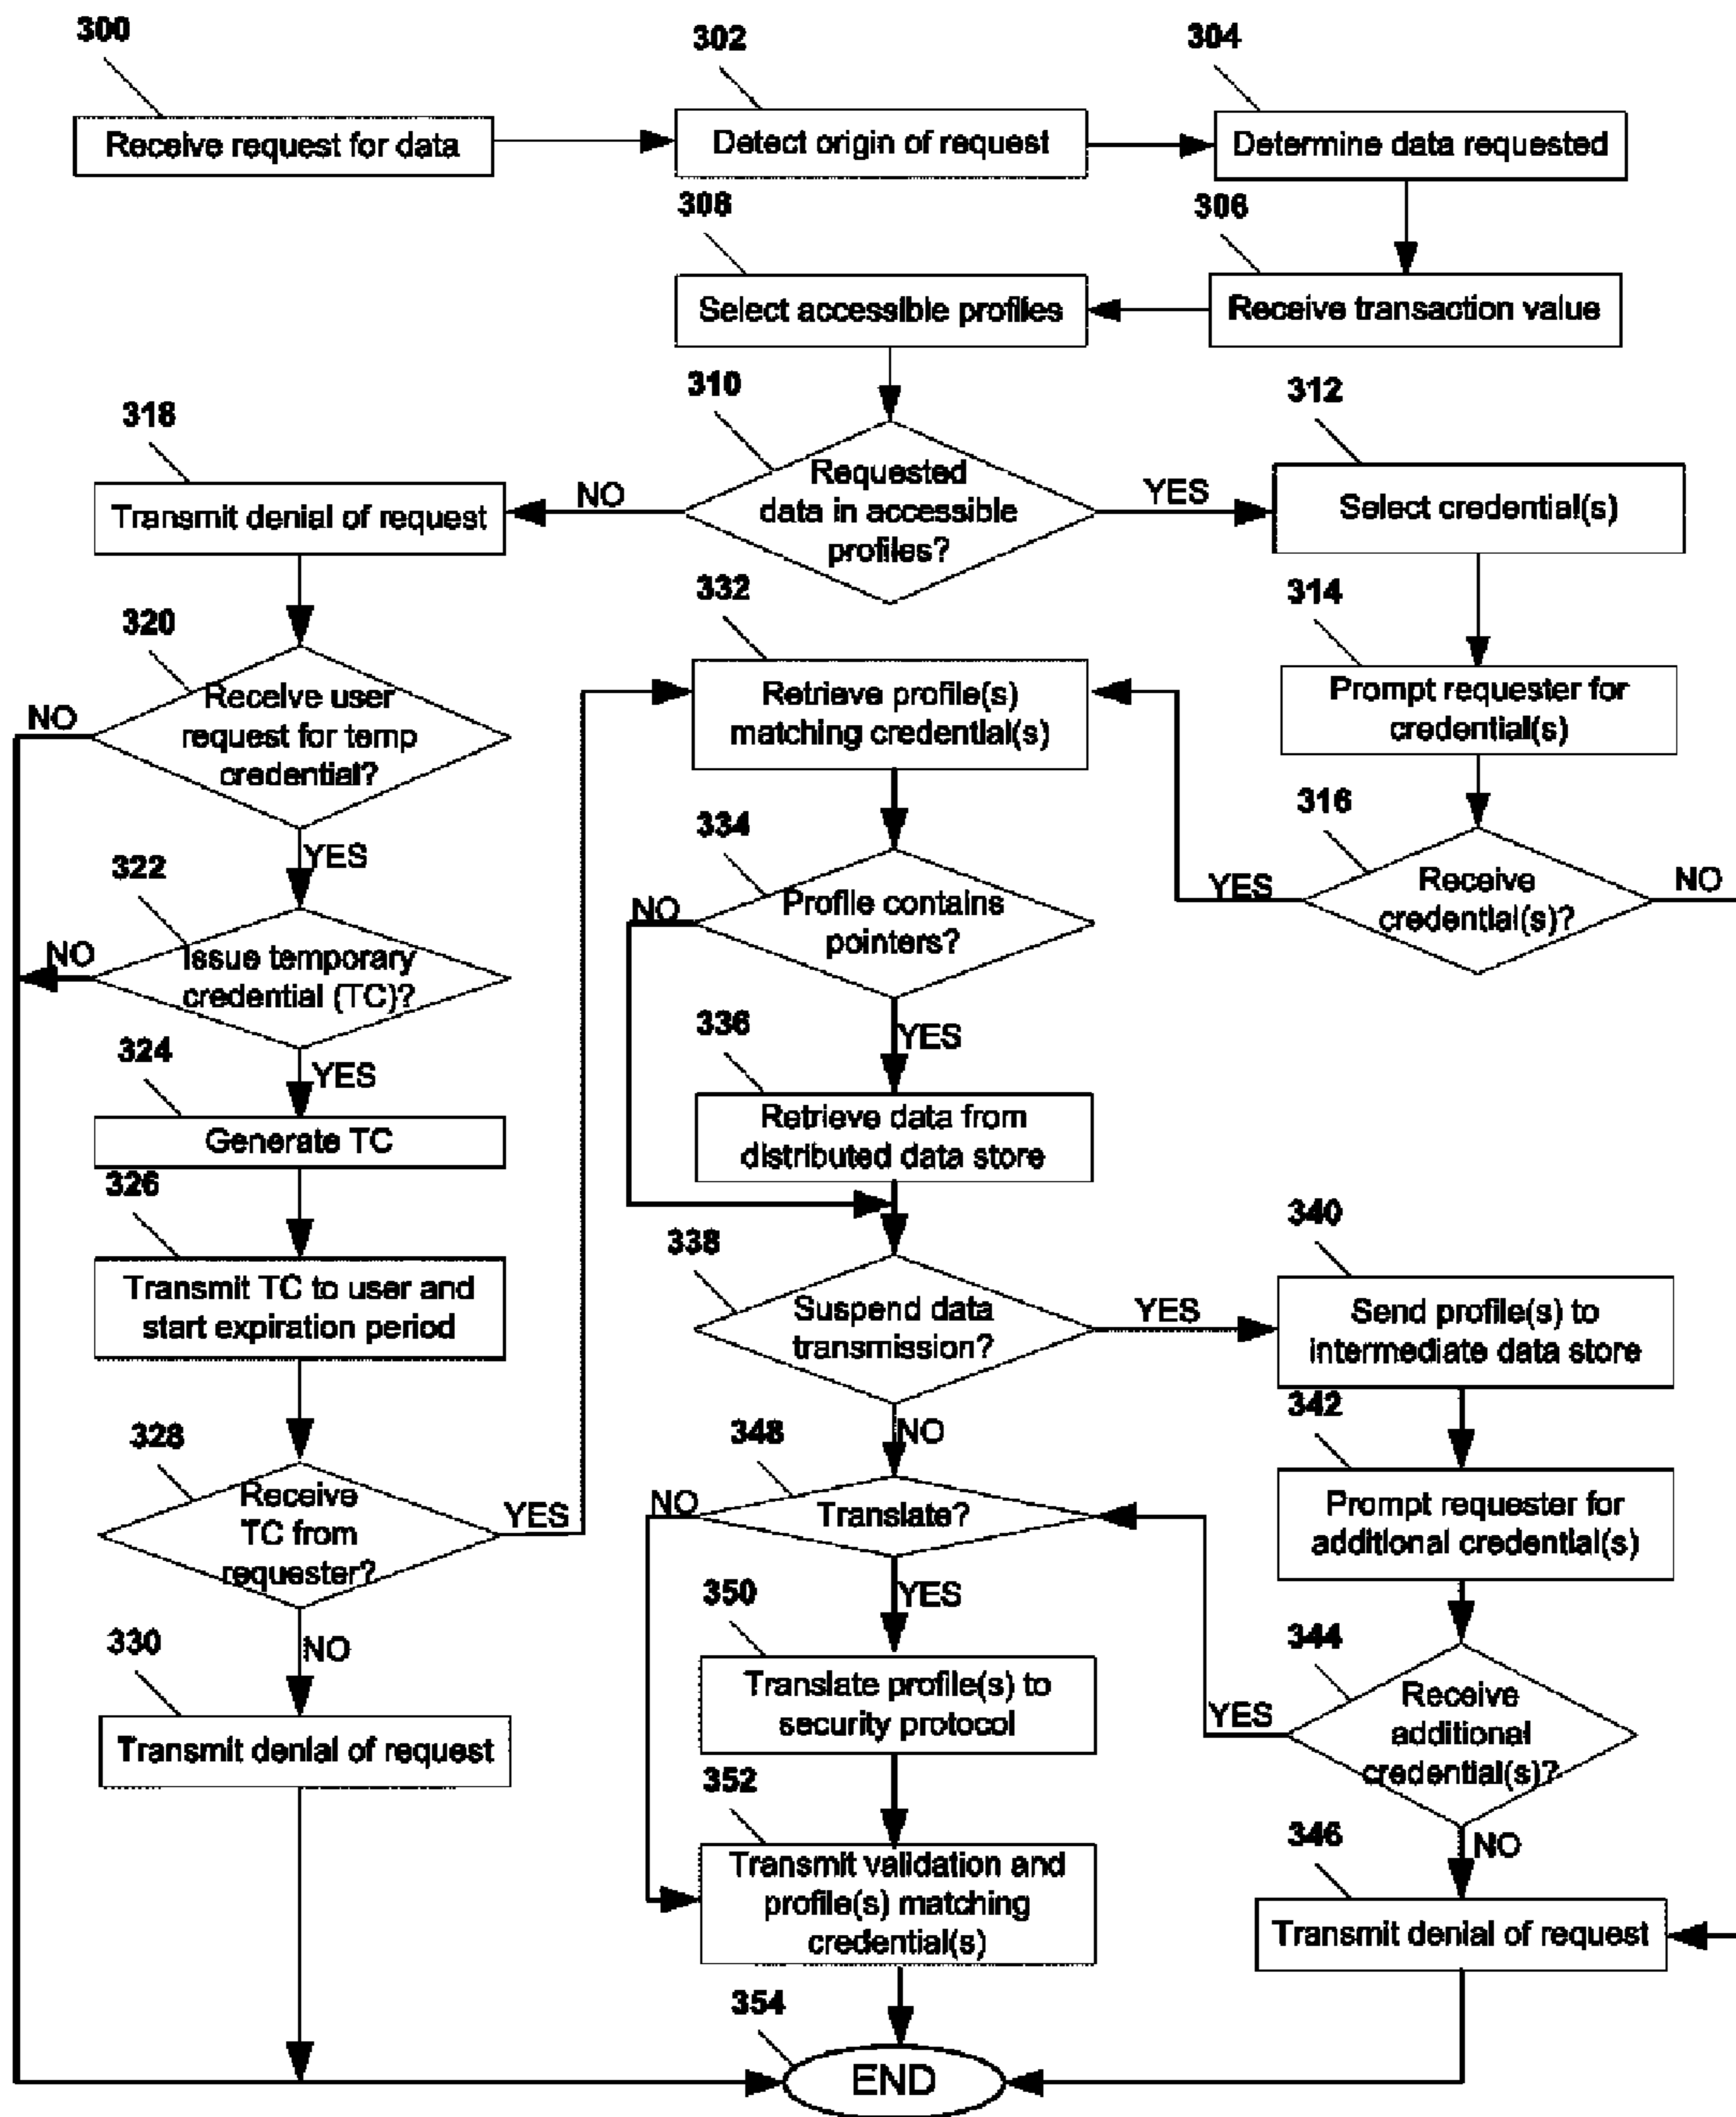 300
302
304
Receive request for data
Detect origin of request
Determine data requested
308
306
Select accessible profiles
Receive transaction value
310
312
318
Requested
data in accessible
profiles?
NO
YES
Transmit denial of request
Select credential(s)
332
314
320
Receive user
request for temp
credential?
NO
YES
Retrieve profile(s)
matching credential(s)
Prompt requester for
credential(s)
316
334
322
Receive
credential(s)?
YES
NO
Profile contains
pointers?
NO
YES
Issue temporary
credential (TC)?
NO
YES
336
324
Retrieve data from
distributed data store
Generate TC
326
340
338
Transmit TC to user and
start expiration period
Suspend data
transmission?
YES
NO
Send profile(s) to
intermediate data store
342
348
328
Receive
TC from
requester?
YES
NO
Translate?
NO
YES
Prompt requester for
additional credential(s)
350
344
330
Translate profile(s) to
security protocol
Receive
additional
credential(s)?
YES
NO
Transmit denial of request
352
346
Transmit validation and
profile(s) matching
credential(s)
Transmit denial of request
354
END